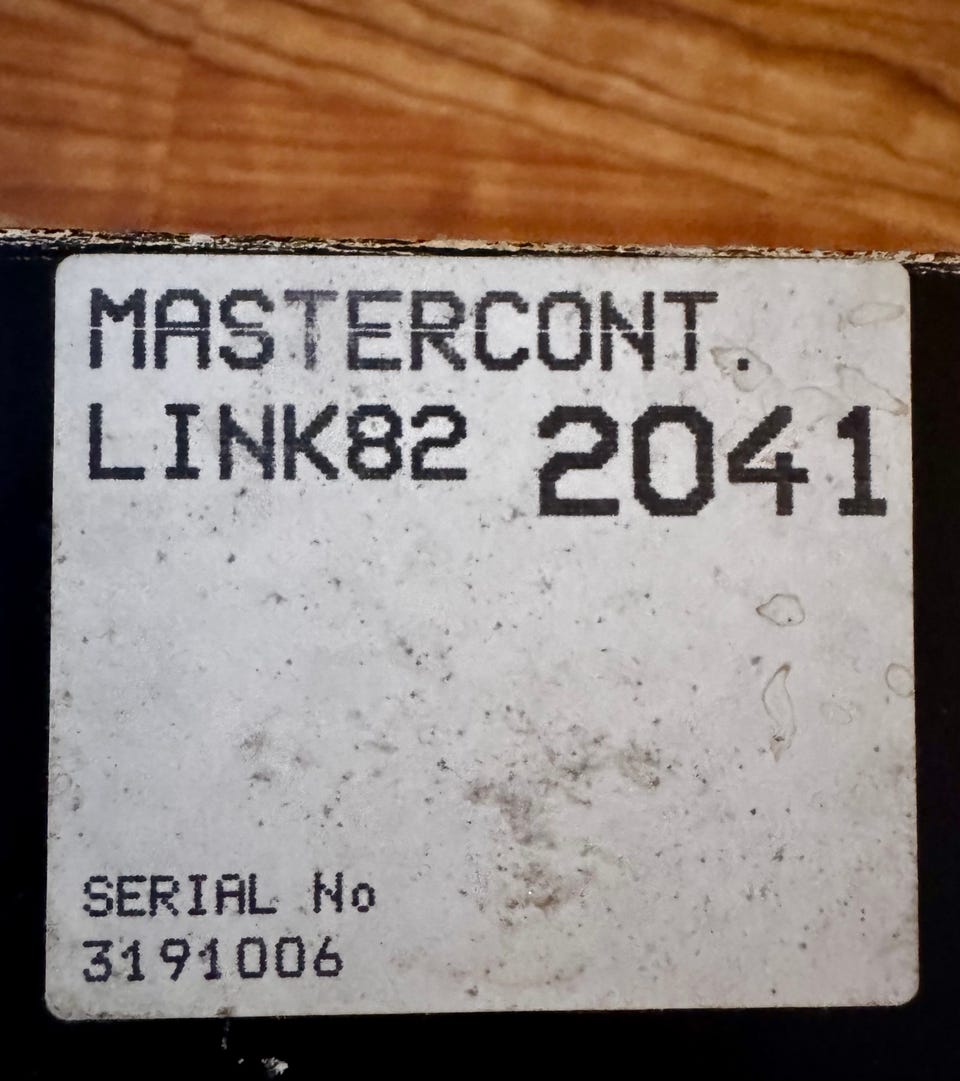 MASTERCONT.
LINK82 2041
SERIAL No
3191006